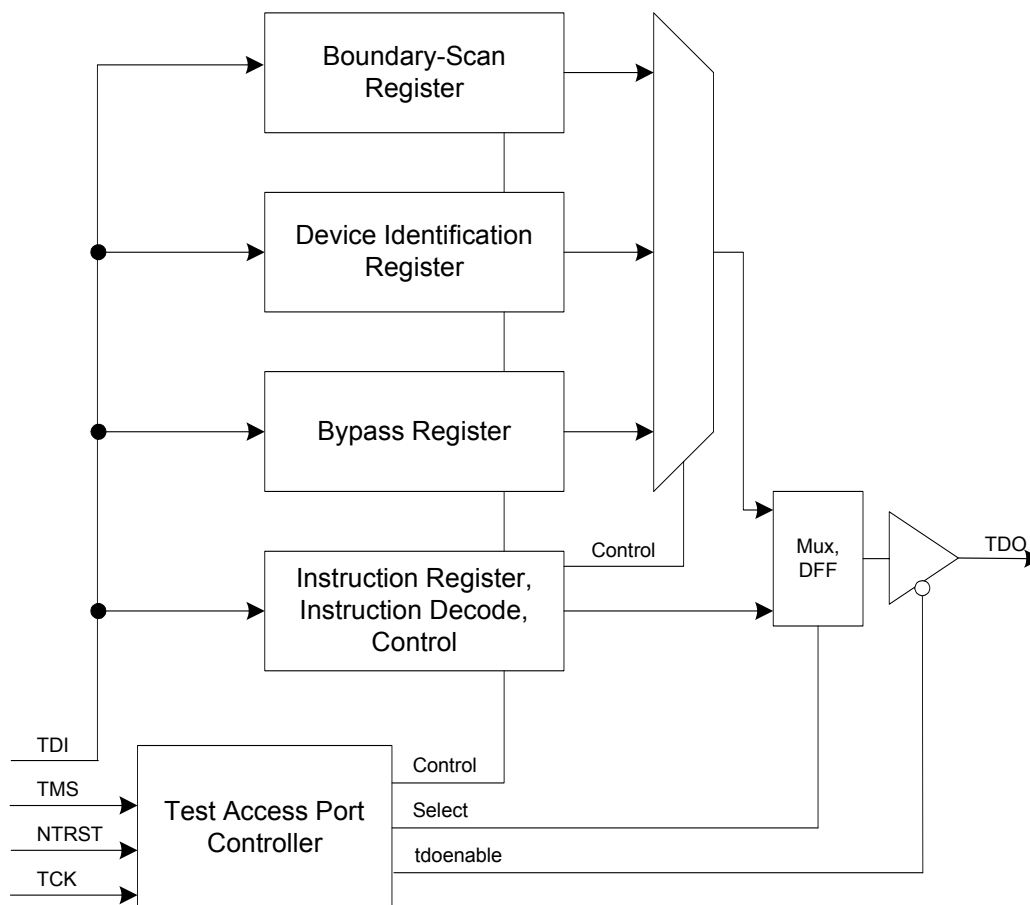 Boundary-Scan
Register
Device Identification
Register
Bypass Register
Control
Mux,
DFF
TDO
Instruction Register,
Instruction Decode,
Control
TDI
TMS
NTRST
TCK
Test Access Port
Controller
Control
Select
tdoenable